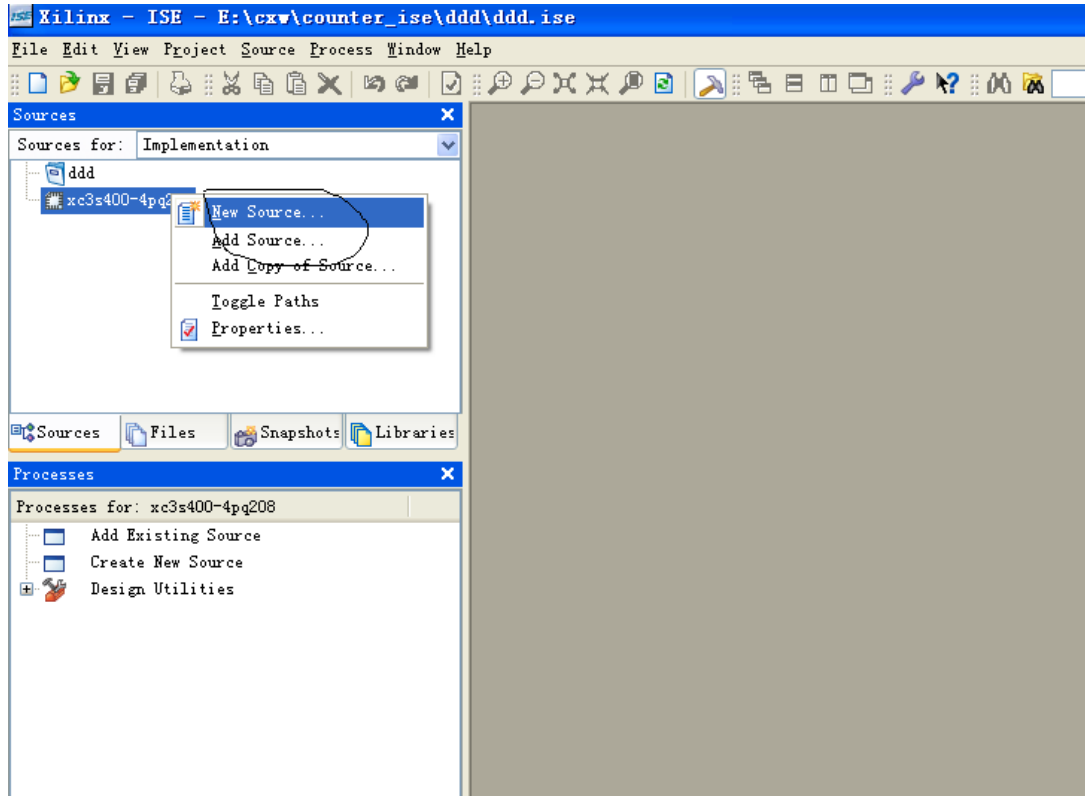 Xilinx - ISE - E:\cxw\counter_ise\ddd\ddd.ise
File Edit View Project Source Process Window Help
Sources
Sources for: Implementation
ddd
New Source...
Add Source...
Add Copy of Source...
Toggle Paths
Properties...
Sources Files Snapshots Libraries
Processes
Processes for: xc3s400-4pq208
Add Existing Source
Create New Source
Design Utilities